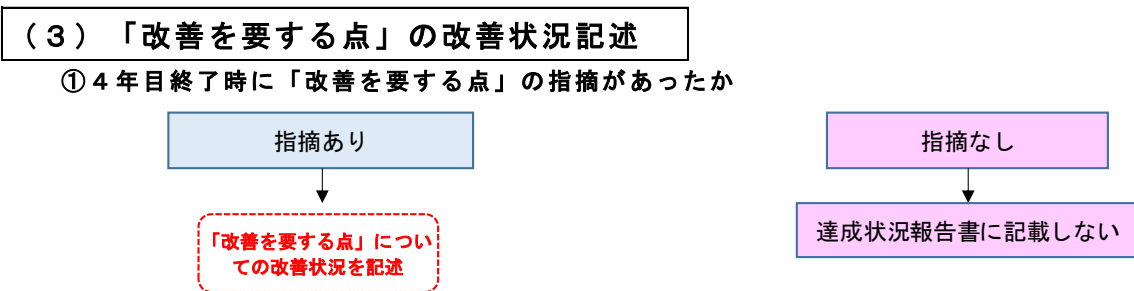 （３）「改善を要する点」の改善状況記述
①４年目終了時に「改善を要する点」の指摘があったか
指摘あり
指摘なし
「改善を要する点」につい
ての改善状況を記述
達成状況報告書に記載しない